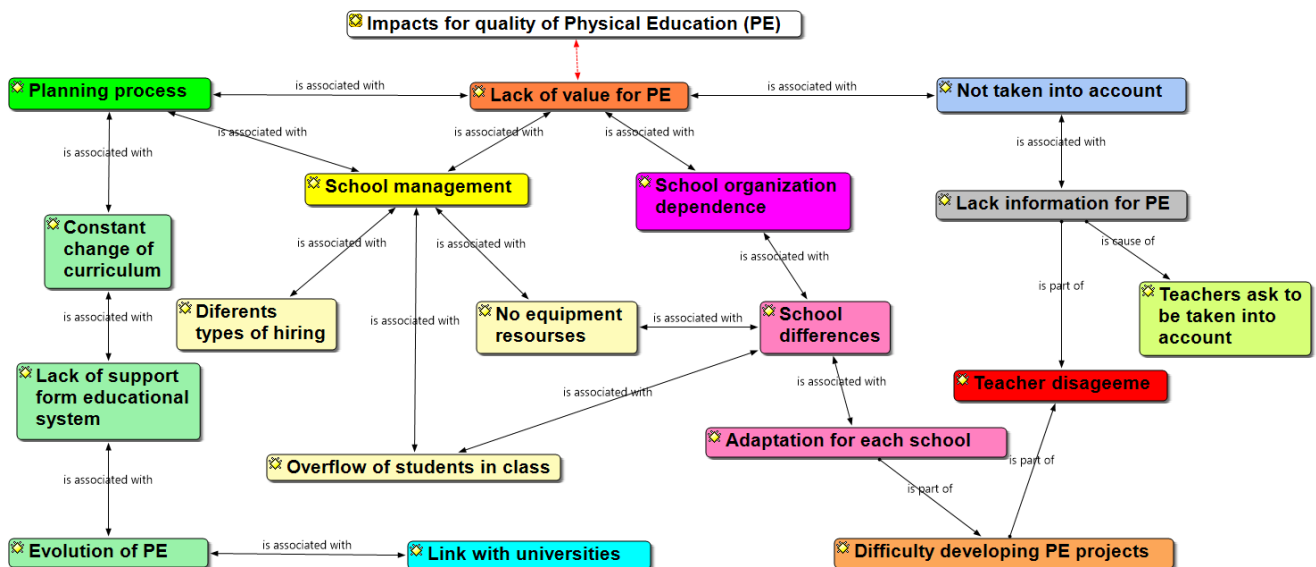 Impacts for quality of Physical Education (PE)
Planning process
is associated with
Lack of value for PE
is associated with
Not taken into account
is associated with
is associated with
is associated with
is associated with
is associated with
School management
School organization
dependence
Lack information for PE
Constant
change of
curriculum
is associated with
is associated with
is associated with
is cause of
is part of
Diferents
types of hiring
is associated with
No equipment
resourses
is associated with
School
differences
Teachers ask to
be taken into
account
is associated with
Lack of support
form educational
system
is associated with
is associated with
Teacher disageeme
Adaptation for each school
Overflow of students in class
is associated with
is part of
is part of
Evolution of PE
is associated with
Link with universities
Difficulty developing PE projects